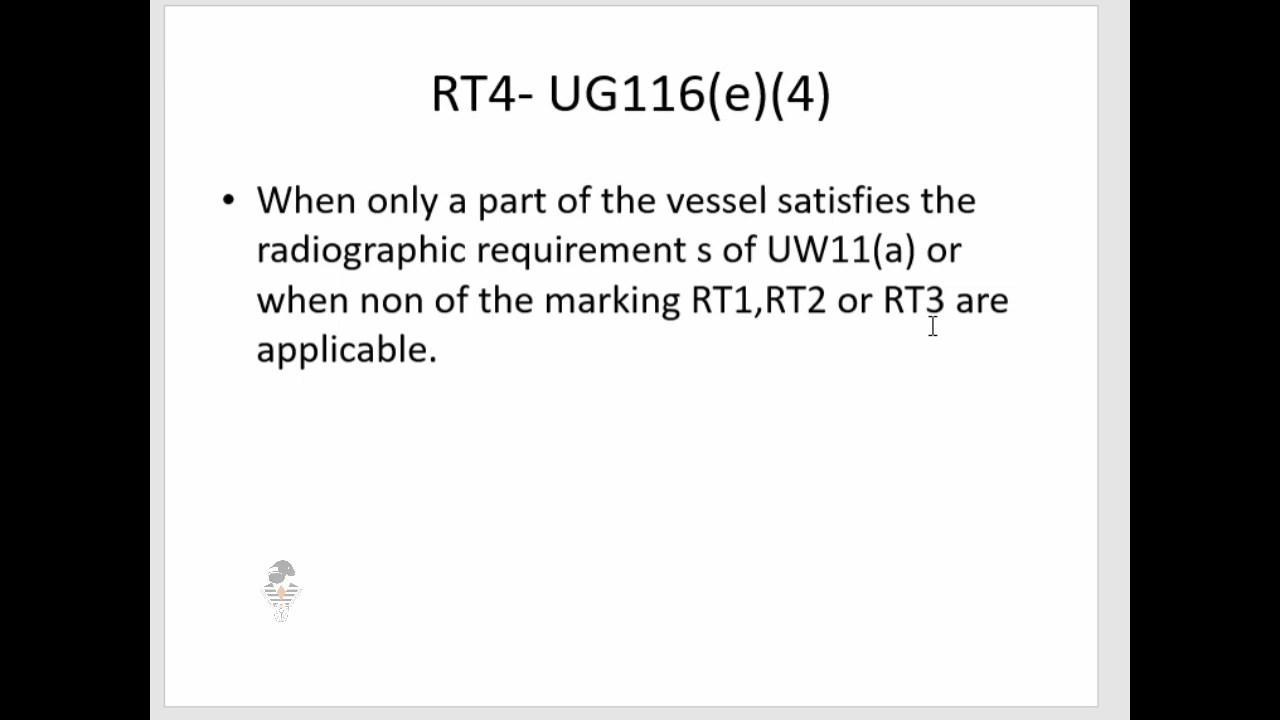 RT4- UG116(e)(4)
• When only a part of the vessel satisfies the
radiographic requirement s of UW11(a) or
when non of the marking RT1,RT2 or RT3 are
applicable.